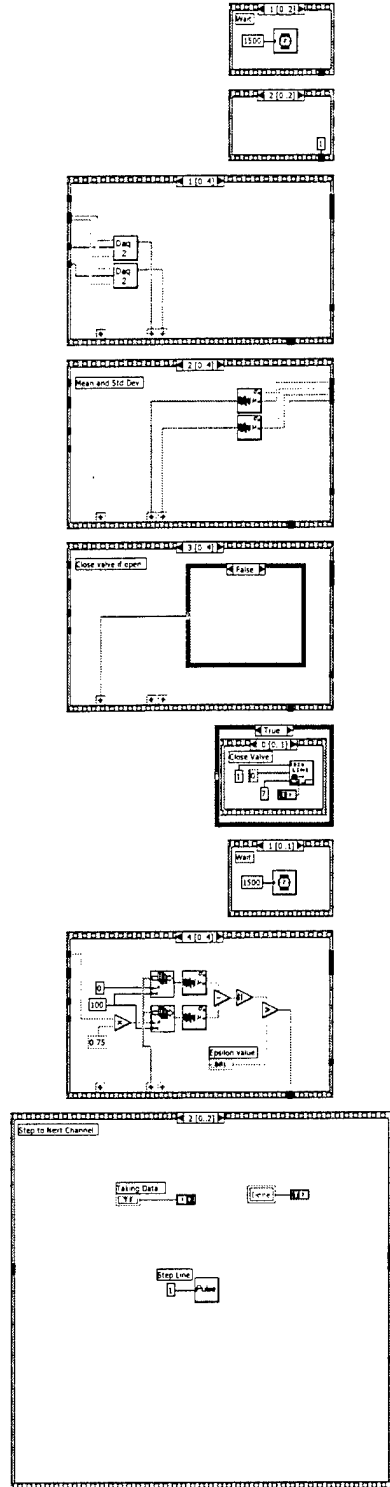 1 [0..2]
Wait
1500
2 [0..2]
1
1 [0..4]
Daq
2
Daq
2
2 [0..4]
Mean and Std Dev
3 [0..4]
Close valve if open
False
True
0 [0..1]
Close Valve
1
0
LINE
7
1 [0..1]
Wait
1500
4 [0..4]
0
100
0.75
Epsilon value
2 [0..2]
Step to Next Channel
Taking Data
Step Line
1
Pulse